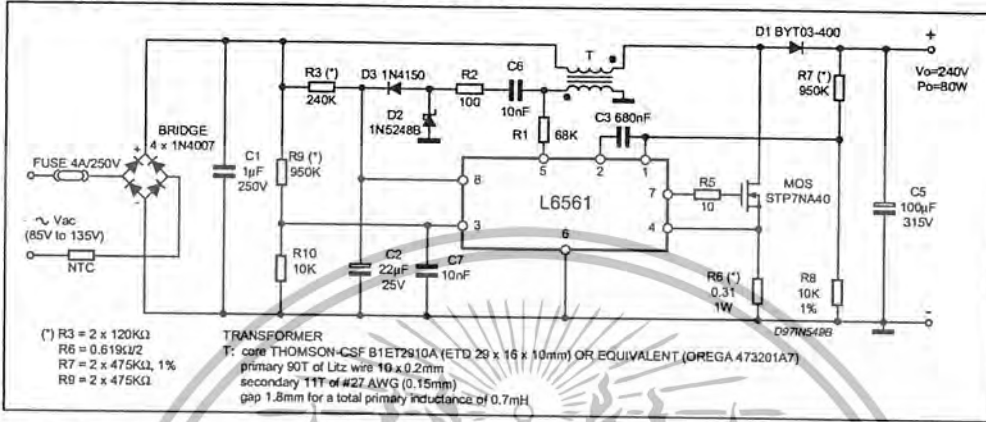 D1 BYT03-400
+
Vo=240V
Po=80W
T
R3 (*)
240K
D3 1N4150
R2
100
C6
10nF
R7 (*)
950K
D2
1N5248B
C3 680nF
R1
68K
BRIDGE
4 x 1N4007
+
-
FUSE 4A/250V
C1
1µF
250V
R9 (*)
950K
5
2
1
8
7
L6561
3
4
6
R5
10
MOS
STP7NA40
C5
100µF
315V
~ Vac
(85V to 135V)
NTC
R10
10K
C2
22µF
25V
C7
10nF
R6 (*)
0.31
1W
R8
10K
1%
-
D97IN549B
(*) R3 = 2 x 120KΩ
R6 = 0.619Ω/2
R7 = 2 x 475KΩ, 1%
R9 = 2 x 475KΩ
TRANSFORMER
T: core THOMSON-CSF B1ET2910A (ETD 29 x 16 x 10mm) OR EQUIVALENT (OREGA 473201A7)
primary 90T of Litz wire 10 x 0.2mm
secondary 11T of #27 AWG (0.15mm)
gap 1.8mm for a total primary inductance of 0.7mH